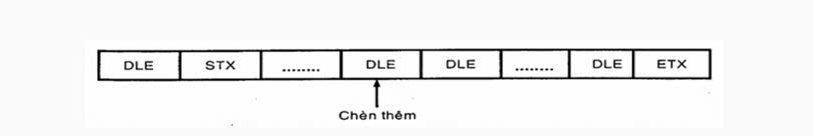 DLE STX ........ DLE DLE ........ DLE ETX
Chèn thêm